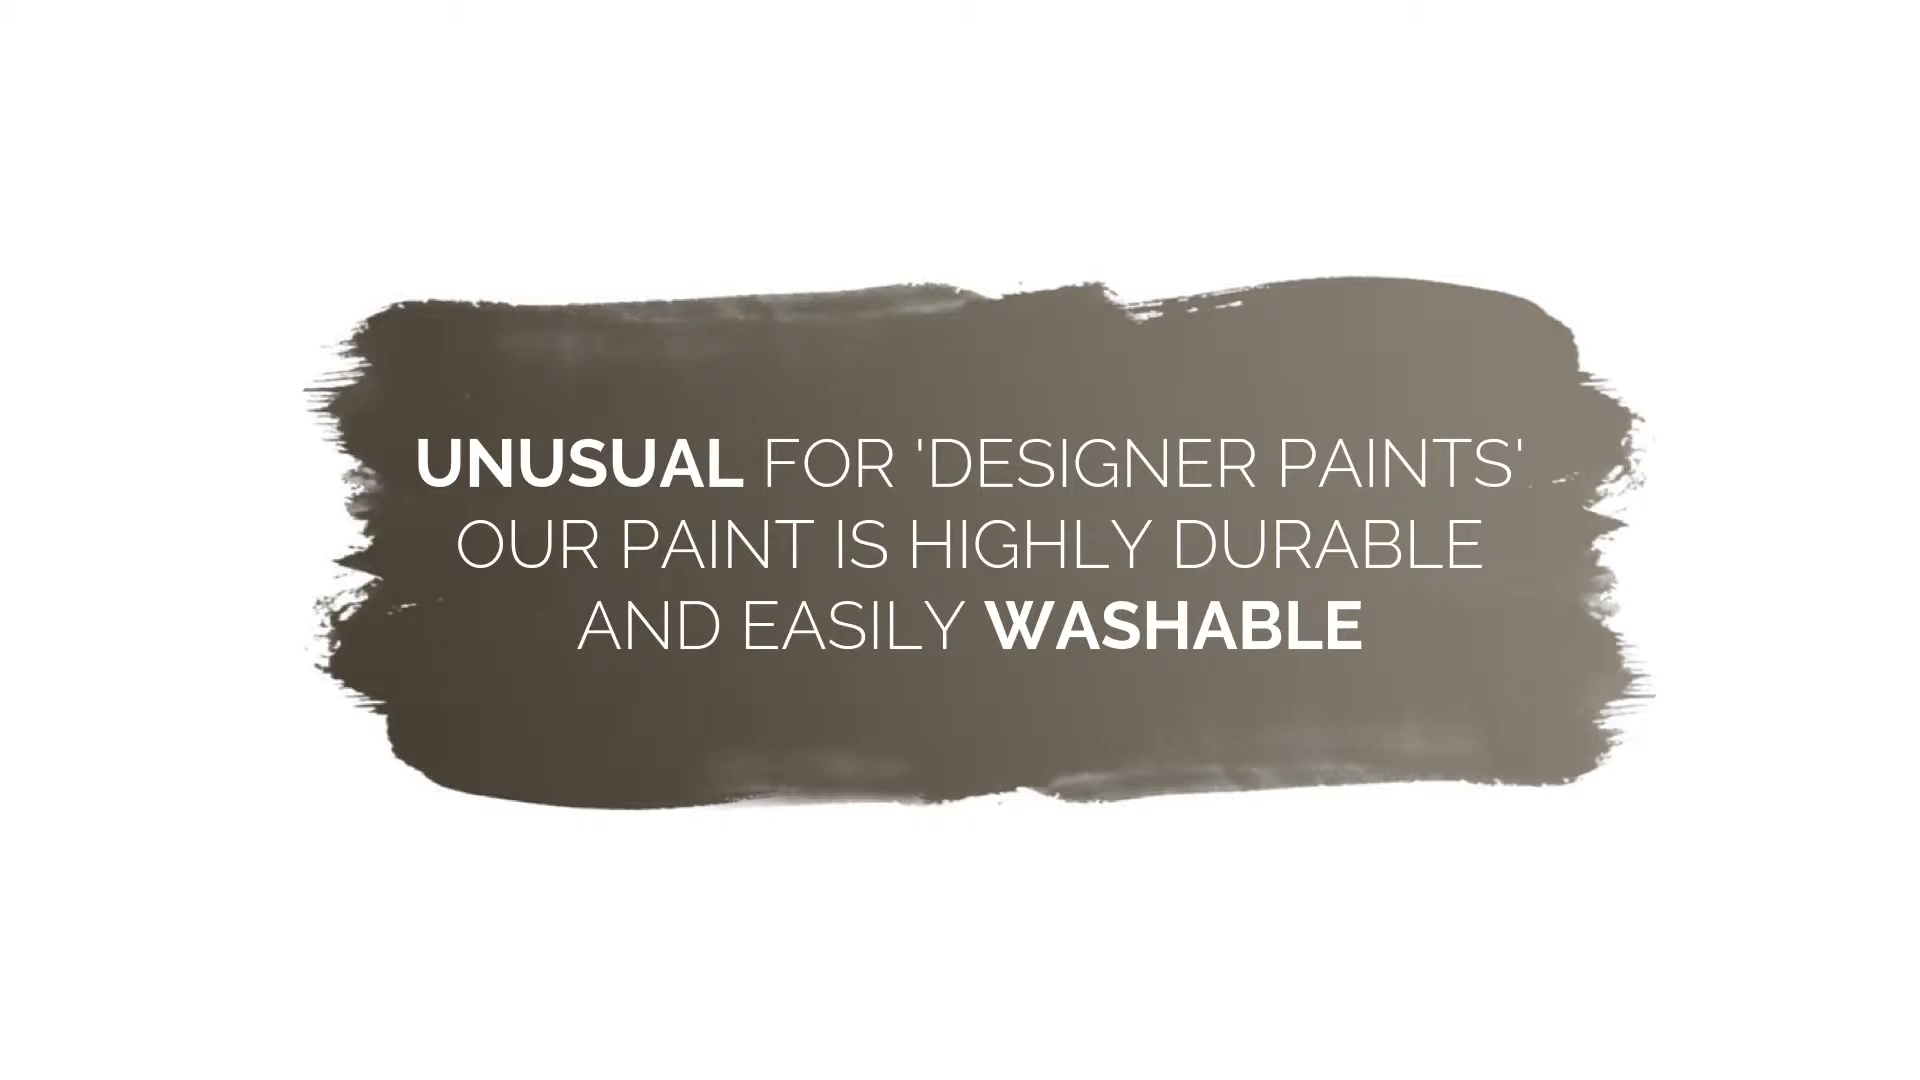 UNUSUAL FOR 'DESIGNER PAINTS'
OUR PAINT IS HIGHLY DURABLE
AND EASILY WASHABLE